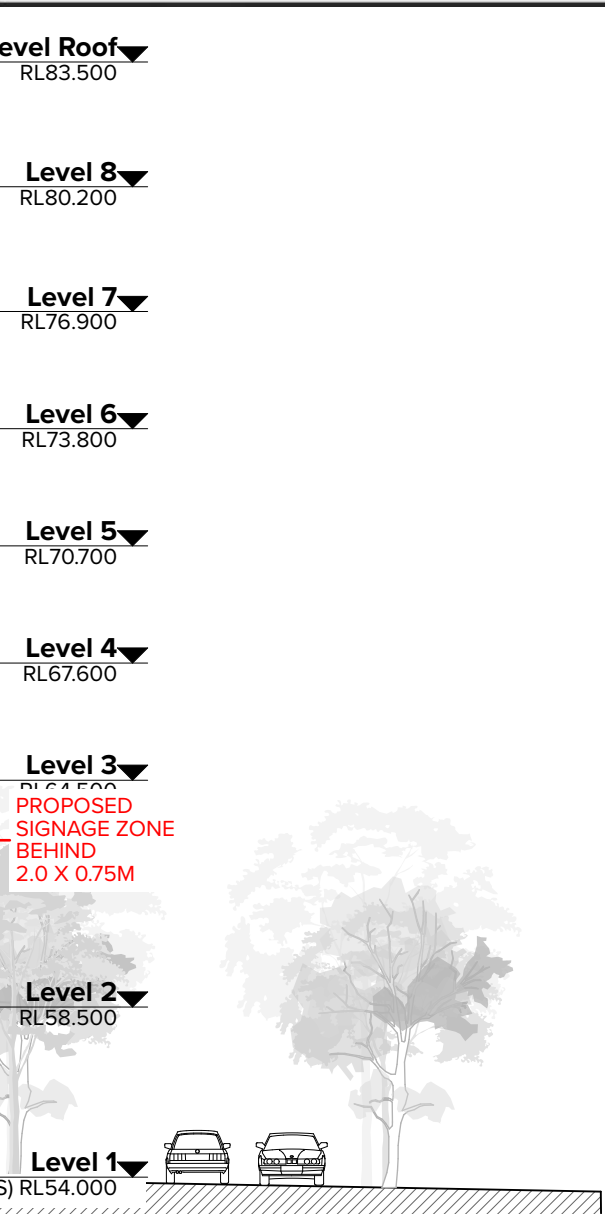 evel Roof
RL83.500
Level 8
RL80.200
Level 7
RL76.900
Level 6
RL73.800
Level 5
RL70.700
Level 4
RL67.600
Level 3
RL64.500
PROPOSED
SIGNAGE ZONE
BEHIND
2.0 X 0.75M
Level 2
RL58.500
Level 1
S) RL54.000